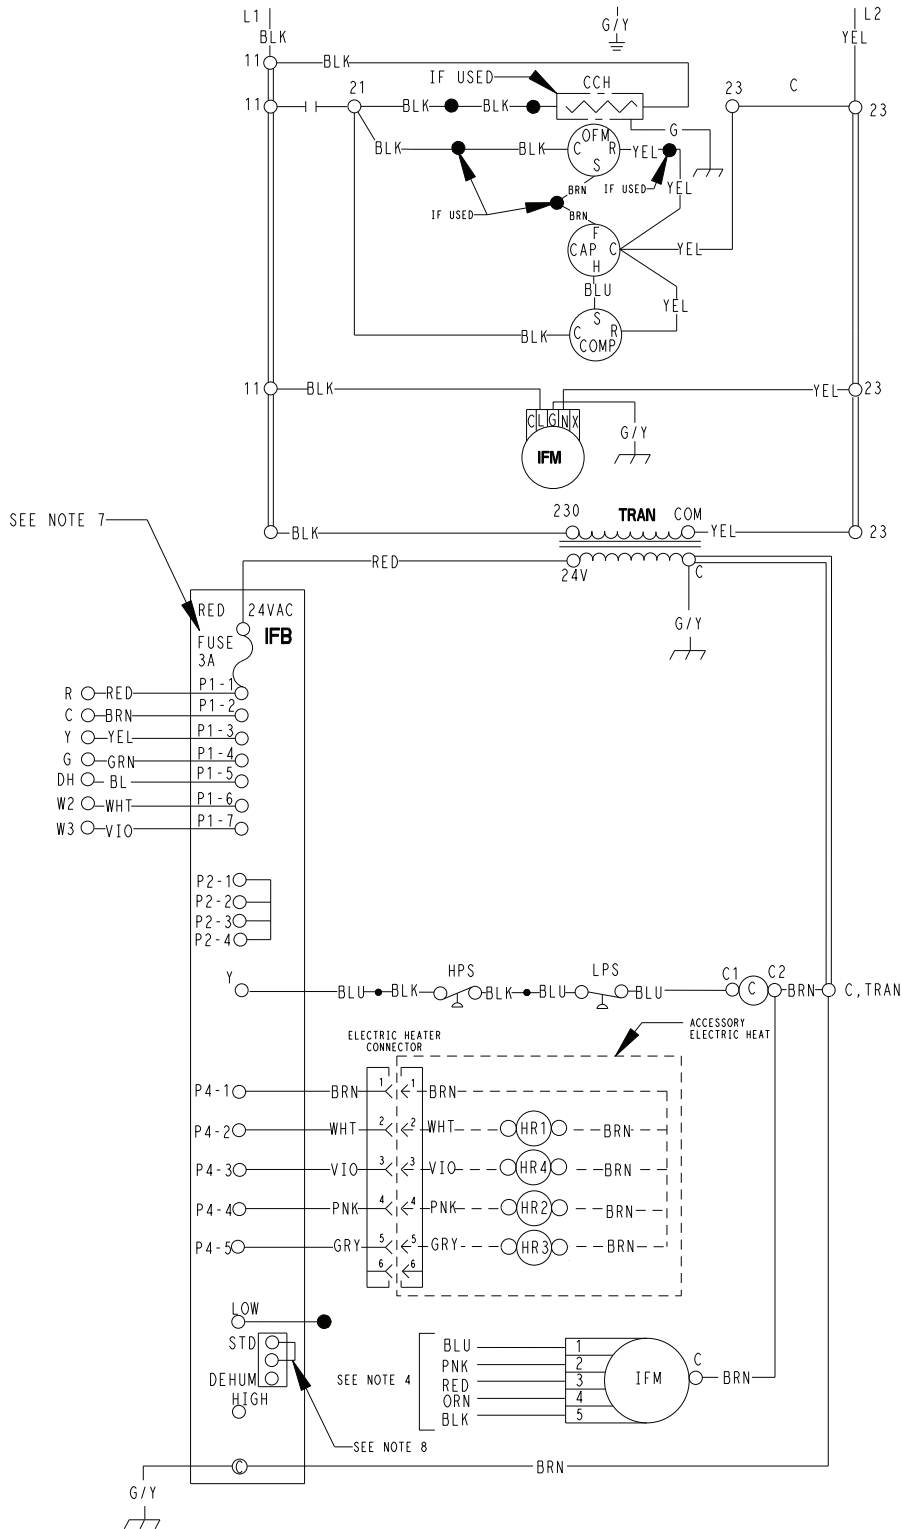 L1
G/Y
L2
BLK
YEL
11
BLK
IF USED
CCH
21
23
C
11
BLK
BLK
23
OFM
G
BLK
BLK
C
R
YEL
S
BRN
IF USED
YEL
IF USED
BRN
F
CAP
C
YEL
H
BLU
YEL
S
BLK
C
R
COMP
11
BLK
YEL
23
C
L
G
N
X
G/Y
IFM
SEE NOTE 7
230
TRAN
COM
BLK
YEL
23
RED
24V
C
G/Y
RED
24VAC
FUSE
3A
IFB
R
RED
P1-1
C
BRN
P1-2
Y
YEL
P1-3
G
GRN
P1-4
DH
BL
P1-5
W2
WHT
P1-6
W3
VIO
P1-7
P2-1
P2-2
P2-3
P2-4
Y
BLU
BLK
HPS
BLK
BLU
LPS
BLU
C1
C
C2
BRN
C,TRAN
ELECTRIC HEATER
CONNECTOR
ACCESSORY
ELECTRIC HEAT
P4-1
BRN
1
1
BRN
P4-2
WHT
2
2
WHT
HR1
BRN
P4-3
VIO
3
3
VIO
HR4
BRN
P4-4
PNK
4
4
PNK
HR2
BRN
P4-5
GRY
5
5
GRY
HR3
BRN
6
6
LOW
STD
DEHUM
HIGH
SEE NOTE 4
BLU
1
PNK
2
RED
3
ORN
4
BLK
5
IFM
C
BRN
SEE NOTE 8
C
BRN
G/Y